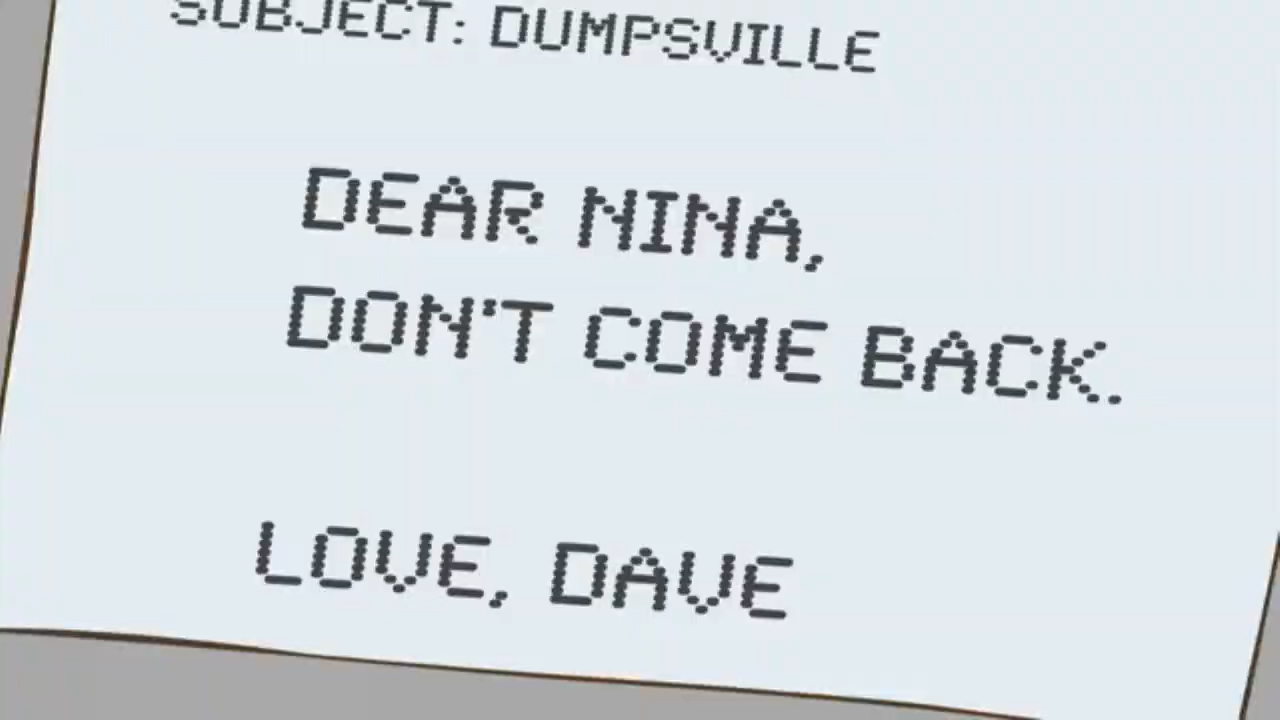 SUBJECT: DUMPSVILLE
DEAR NINA,
DON'T COME BACK.
LOVE, DAVE